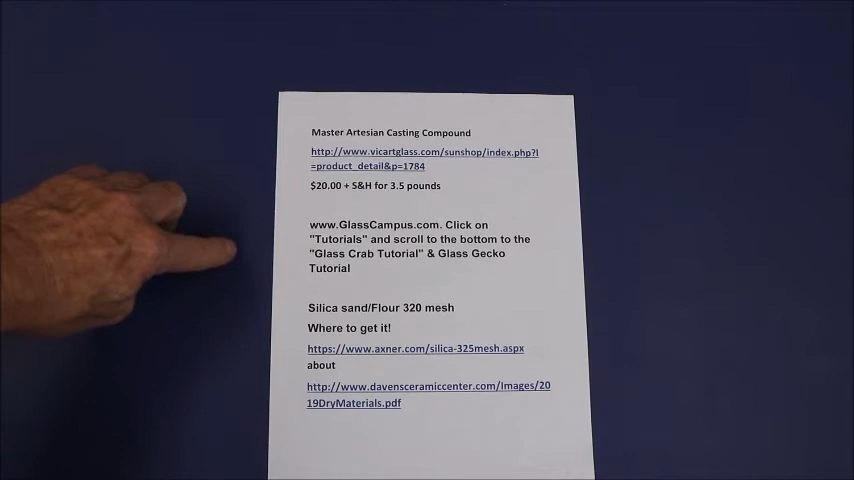 Master Artesian Casting Compound
http://www.vicartglass.com/sunshop/index.php?l
=product_detail&p=1784
$20.00 + S&H for 3.5 pounds
www.GlassCampus.com. Click on
"Tutorials" and scroll to the bottom to the
"Glass Crab Tutorial" & Glass Gecko
Tutorial
Silica sand/Flour 320 mesh
Where to get it!
https://www.axner.com/silica-325mesh.aspx
about
http://www.davensceramiccenter.com/Images/20
19DryMaterials.pdf